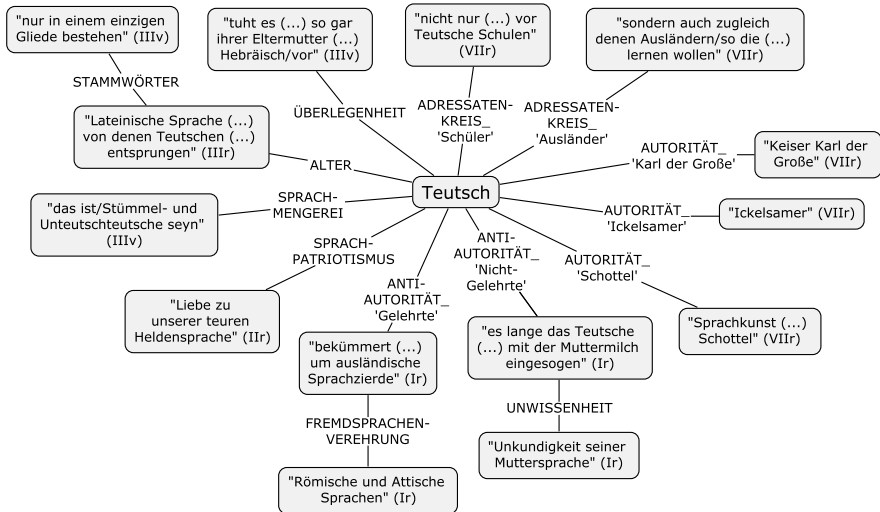 "nur in einem einzigen
Gliede bestehen" (IIIv)
"tuht es (...) so gar
ihrer Eltermutter (...)
Hebräisch/vor" (IIIv)
"nicht nur (...) vor
Teutsche Schulen"
(VIIr)
"sondern auch zugleich
denen Ausländern/so die (...)
lernen wollen" (VIIr)
STAMMWÖRTER
ÜBERLEGENHEIT
ADRESSATEN-
KREIS_
'Schüler'
ADRESSATEN-
KREIS_
'Ausländer'
"Lateinische Sprache (...)
von denen Teutschen (...)
entsprungen" (IIIr)
ALTER
AUTORITÄT_
'Karl der Große'
"Keiser Karl der
Große" (VIIr)
Teutsch
"das ist/Stümmel- und
Unteutschteutsche seyn"
(IIIv)
SPRACH-
MENGEREI
AUTORITÄT_
'Ickelsamer'
"Ickelsamer" (VIIr)
SPRACH-
PATRIOTISMUS
ANTI-
AUTORITÄT_
'Gelehrte'
ANTI-
AUTORITÄT_
'Nicht-
Gelehrte'
AUTORITÄT_
'Schottel'
"Liebe zu
unserer teuren
Heldensprache" (IIr)
"bekümmert (...)
um ausländische
Sprachzierde" (Ir)
"es lange das Teutsche
(...) mit der Muttermilch
eingesogen" (Ir)
"Sprachkunst (...)
Schottel" (VIIr)
FREMDSPRACHEN-
VEREHRUNG
UNWISSENHEIT
"Römische und Attische
Sprachen" (Ir)
"Unkundigkeit seiner
Muttersprache" (Ir)